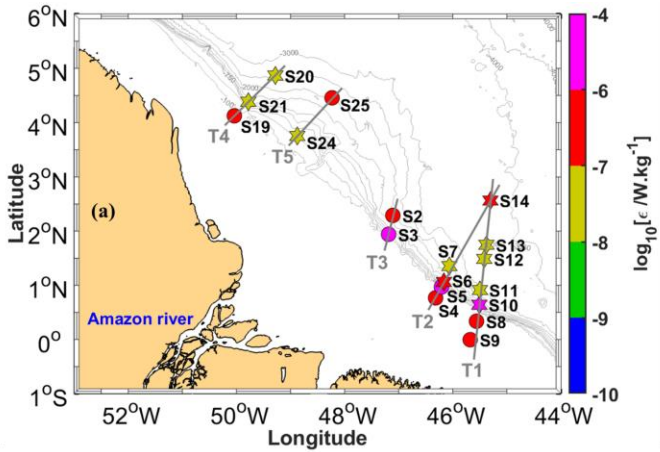 6°N
5°N
4°N
3°N
2°N
1°N
0°
1°S
Latitude
52°W
50°W
48°W
46°W
44°W
Longitude
(a)
Amazon river
S20
S21
S25
S19
T4
S24
T5
S14
S2
S3
T3
S13
S7
S12
S6
S11
S5
S10
S4
T2
S8
S9
T1
-3000
-4
-5
-6
-7
-8
-9
-10
log10[ε /W.kg-1]